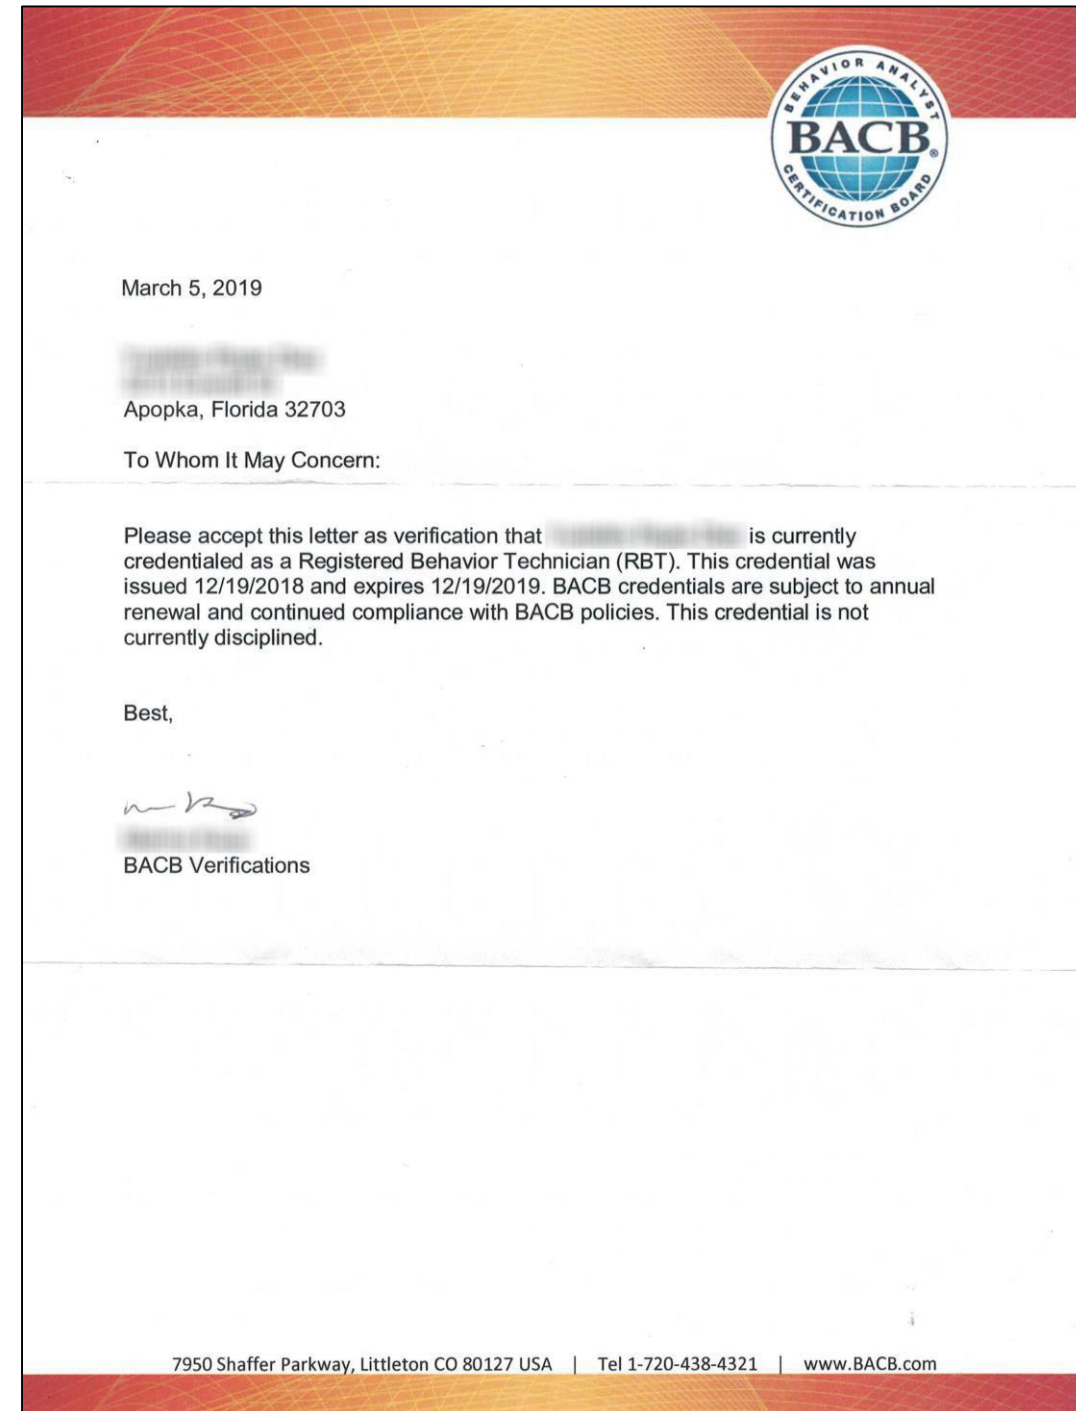 BEHAVIOR ANALYST
BACB®
CERTIFICATION BOARD
March 5, 2019
Apopka, Florida 32703
To Whom It May Concern:
Please accept this letter as verification that is currently
credentialed as a Registered Behavior Technician (RBT). This credential was
issued 12/19/2018 and expires 12/19/2019. BACB credentials are subject to annual
renewal and continued compliance with BACB policies. This credential is not
currently disciplined.
Best,
BACB Verifications
7950 Shaffer Parkway, Littleton CO 80127 USA | Tel 1-720-438-4321 | www.BACB.com